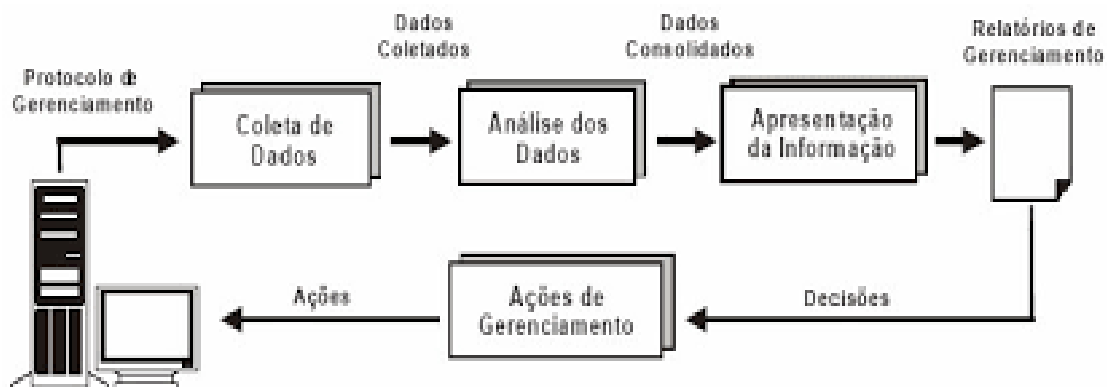 Protocolo de
Gerenciamento
Coleta de
Dados
Dados
Coletados
Análise dos
Dados
Dados
Consolidados
Apresentação
da Informação
Relatórios de
Gerenciamento
Decisões
Ações de
Gerenciamento
Ações